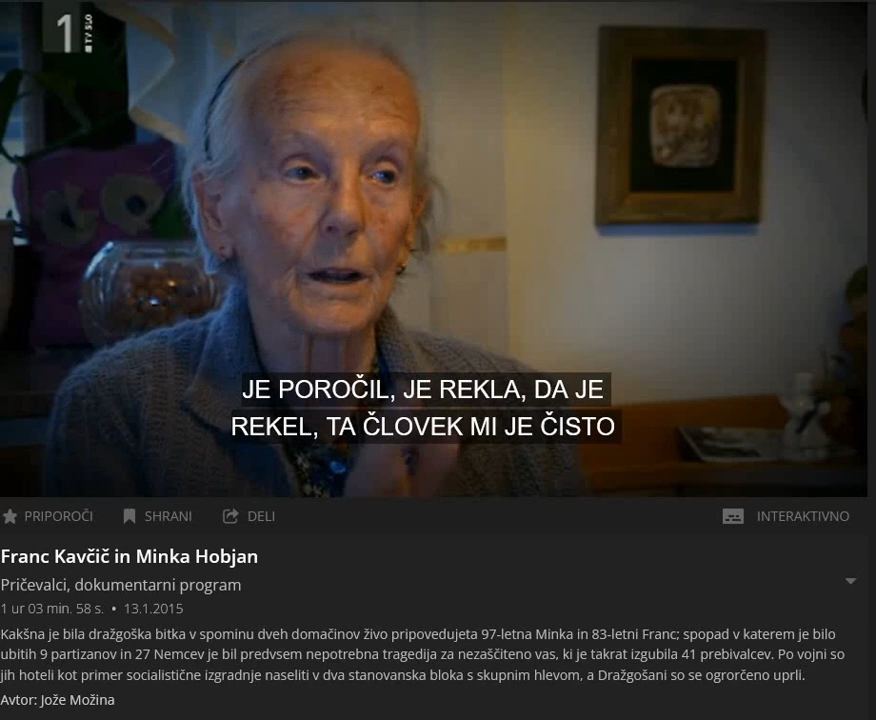 1
TV SLO
JE POROČIL, JE REKLA, DA JE
REKEL, TA ČLOVEK MI JE ČISTO
PRIPOROČI SHRANI DELI INTERAKTIVNO
Franc Kavčič in Minka Hobjan
Pričevalci, dokumentarni program
1 ur 03 min. 58 s. • 13.1.2015
Kakšna je bila dražgoška bitka v spominu dveh domačinov živo pripovedujeta 97-letna Minka in 83-letni Franc; spopad v katerem je bilo
ubitih 9 partizanov in 27 Nemcev je bil predvsem nepotrebna tragedija za nezaščiteno vas, ki je takrat izgubila 41 prebivalcev. Po vojni so
jih hoteli kot primer socialistične izgradnje naseliti v dva stanovanska bloka s skupnim hlevom, a Dražgošani so se ogrorčeno uprli.
Avtor: Jože Možina